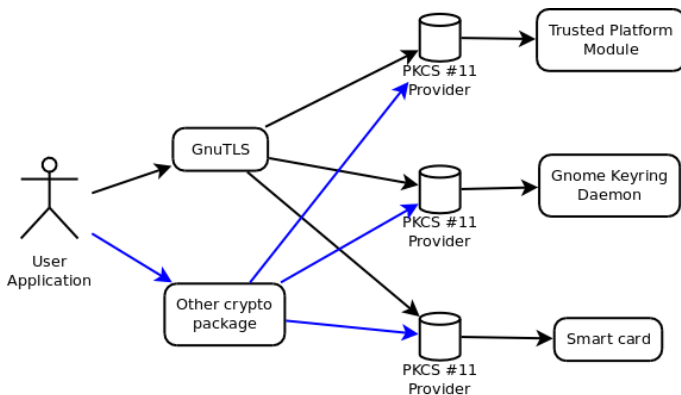 Trusted Platform
Module
PKCS #11
Provider
GnuTLS
Gnome Keyring
Daemon
PKCS #11
Provider
User
Application
Other crypto
package
Smart card
PKCS #11
Provider